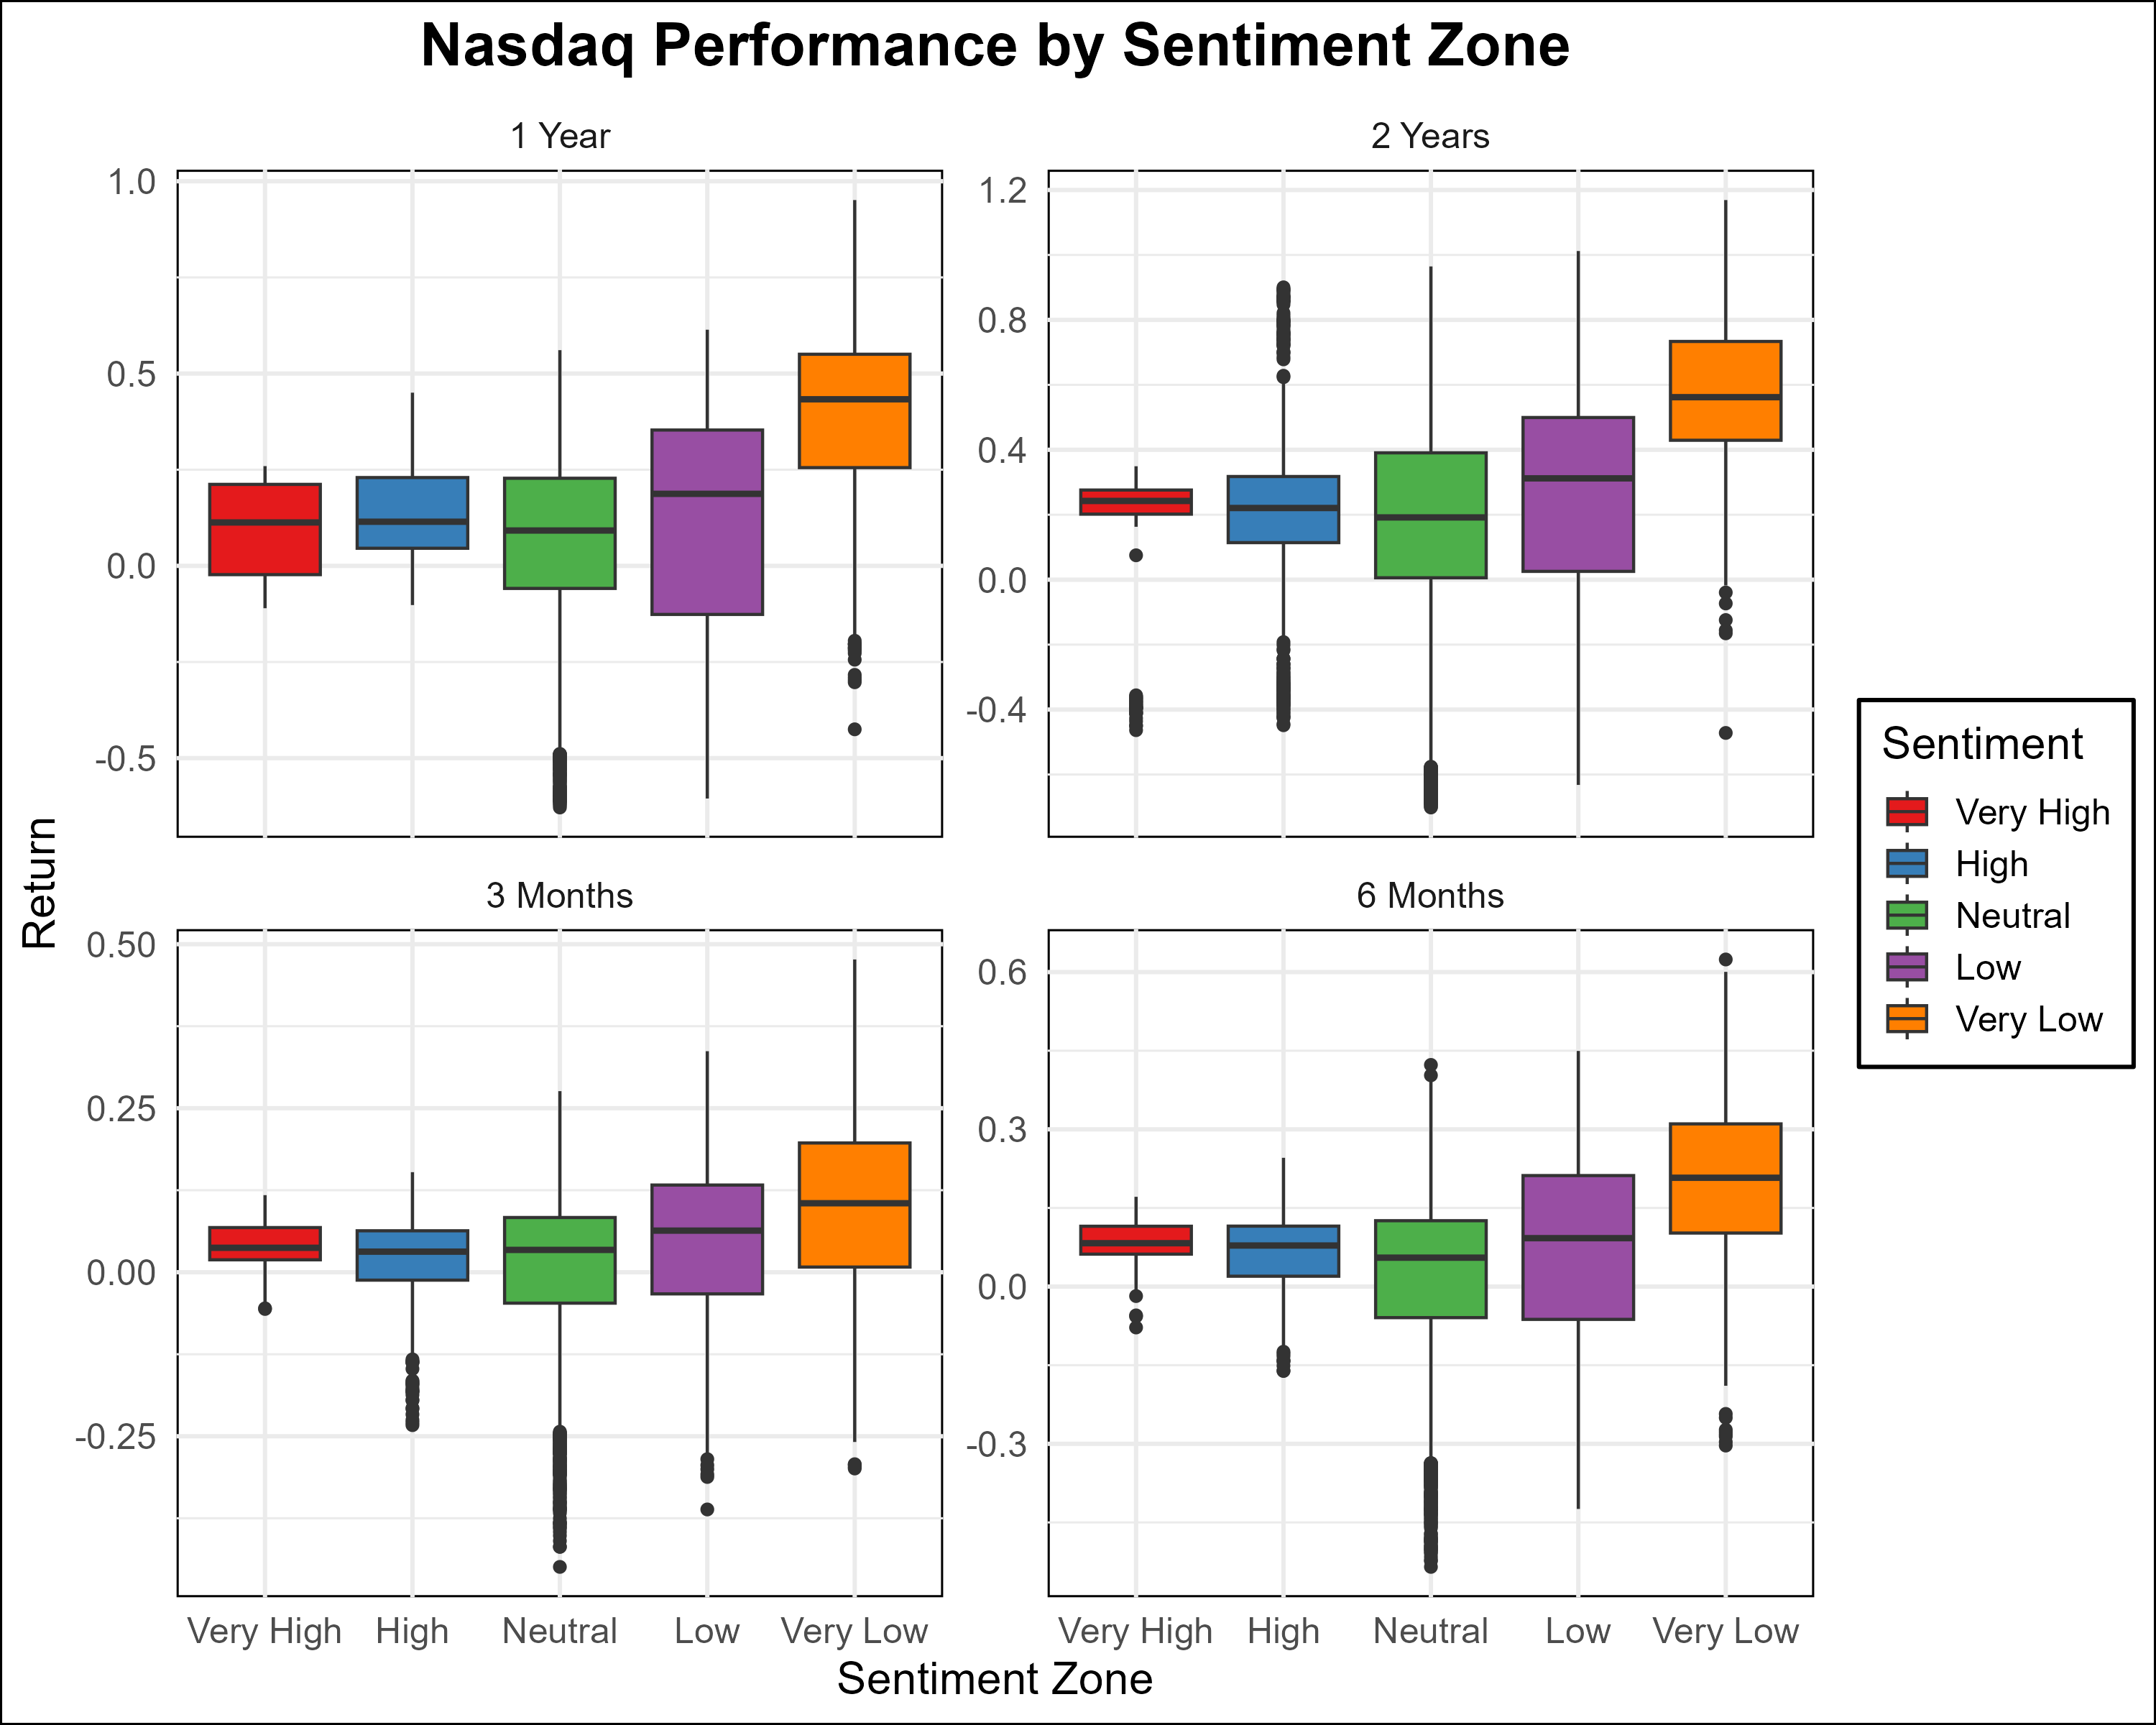 Nasdaq Performance by Sentiment Zone
1 Year
2 Years
1.0
0.5
0.0
-0.5
1.2
0.8
0.4
0.0
-0.4
3 Months
6 Months
0.50
0.25
0.00
-0.25
0.6
0.3
0.0
-0.3
Return
Very High High Neutral Low Very Low
Very High High Neutral Low Very Low
Sentiment Zone
Sentiment
Very High
High
Neutral
Low
Very Low